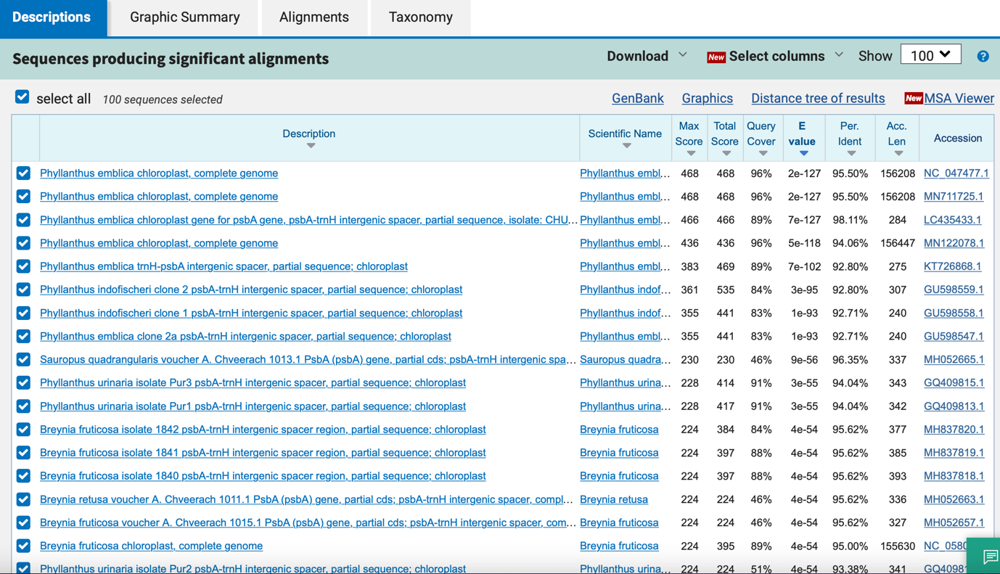 Descriptions Graphic Summary Alignments Taxonomy
Sequences producing significant alignments Download New Select columns Show 100 ?
select all 100 sequences selected GenBank Graphics Distance tree of results New MSA Viewer
Description Scientific Name Max Score Total Score Query Cover E value Per. Ident Acc. Len Accession
Phyllanthus emblica chloroplast, complete genome Phyllanthus embl... 468 468 96% 2e-127 95.50% 156208 NC_047477.1
Phyllanthus emblica chloroplast, complete genome Phyllanthus embl... 468 468 96% 2e-127 95.50% 156208 MN711725.1
Phyllanthus emblica chloroplast gene for psbA gene, psbA-trnH intergenic spacer, partial sequence, isolate: CHU... Phyllanthus embl... 466 466 89% 7e-127 98.11% 284 LC435433.1
Phyllanthus emblica chloroplast, complete genome Phyllanthus embl... 436 436 96% 5e-118 94.06% 156447 MN122078.1
Phyllanthus emblica trnH-psbA intergenic spacer, partial sequence; chloroplast Phyllanthus embl... 383 469 89% 7e-102 92.80% 275 KT726868.1
Phyllanthus indofischeri clone 2 psbA-trnH intergenic spacer, partial sequence; chloroplast Phyllanthus indof... 361 535 84% 3e-95 92.80% 307 GU598559.1
Phyllanthus indofischeri clone 1 psbA-trnH intergenic spacer, partial sequence; chloroplast Phyllanthus indof... 355 441 83% 1e-93 92.71% 240 GU598558.1
Phyllanthus emblica clone 2a psbA-trnH intergenic spacer, partial sequence; chloroplast Phyllanthus embl... 355 441 83% 1e-93 92.71% 240 GU598547.1
Sauropus quadrangularis voucher A. Chveerach 1013.1 PsbA (psbA) gene, partial cds; psbA-trnH intergenic spa... Sauropus quadra... 230 230 46% 9e-56 96.35% 337 MH052665.1
Phyllanthus urinaria isolate Pur3 psbA-trnH intergenic spacer, partial sequence; chloroplast Phyllanthus urina... 228 414 91% 3e-55 94.04% 343 GQ409815.1
Phyllanthus urinaria isolate Pur1 psbA-trnH intergenic spacer, partial sequence; chloroplast Phyllanthus urina... 228 417 91% 3e-55 94.04% 342 GQ409813.1
Breynia fruticosa isolate 1842 psbA-trnH intergenic spacer region, partial sequence; chloroplast Breynia fruticosa 224 384 84% 4e-54 95.62% 377 MH837820.1
Breynia fruticosa isolate 1841 psbA-trnH intergenic spacer region, partial sequence; chloroplast Breynia fruticosa 224 397 88% 4e-54 95.62% 385 MH837819.1
Breynia fruticosa isolate 1840 psbA-trnH intergenic spacer region, partial sequence; chloroplast Breynia fruticosa 224 397 88% 4e-54 95.62% 393 MH837818.1
Breynia retusa voucher A. Chveerach 1011.1 PsbA (psbA) gene, partial cds; psbA-trnH intergenic spacer, compl... Breynia retusa 224 224 46% 4e-54 95.62% 336 MH052663.1
Breynia fruticosa voucher A. Chveerach 1015.1 PsbA (psbA) gene, partial cds; psbA-trnH intergenic spacer, com... Breynia fruticosa 224 224 46% 4e-54 95.62% 327 MH052657.1
Breynia fruticosa chloroplast, complete genome Breynia fruticosa 224 395 89% 4e-54 95.00% 155630 NC_058
Phyllanthus urinaria isolate Pur2 psbA-trnH intergenic spacer, partial sequence; chloroplast Phyllanthus urina... 224 224 51% 4e-54 93.38% 341 GQ4098